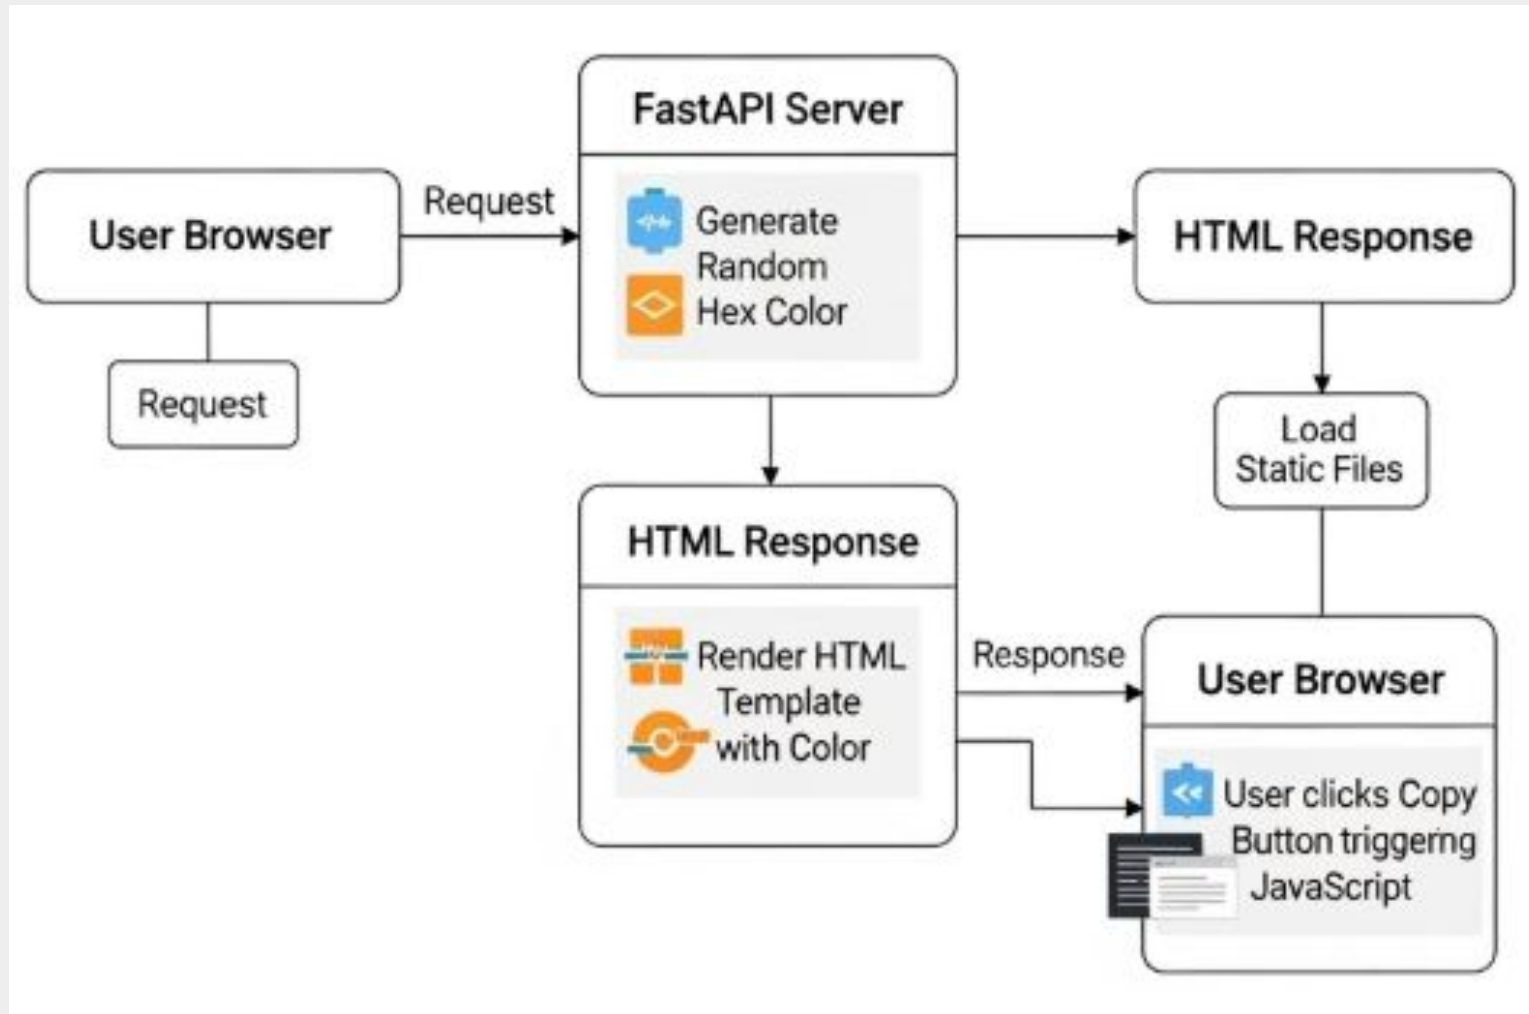 FastAPI Server
User Browser
Request
Generate
Random
Hex Color
HTML Response
Request
Load
Static Files
HTML Response
Render HTML
Template
with Color
Response
User Browser
User clicks Copy
Button triggerng
JavaScript